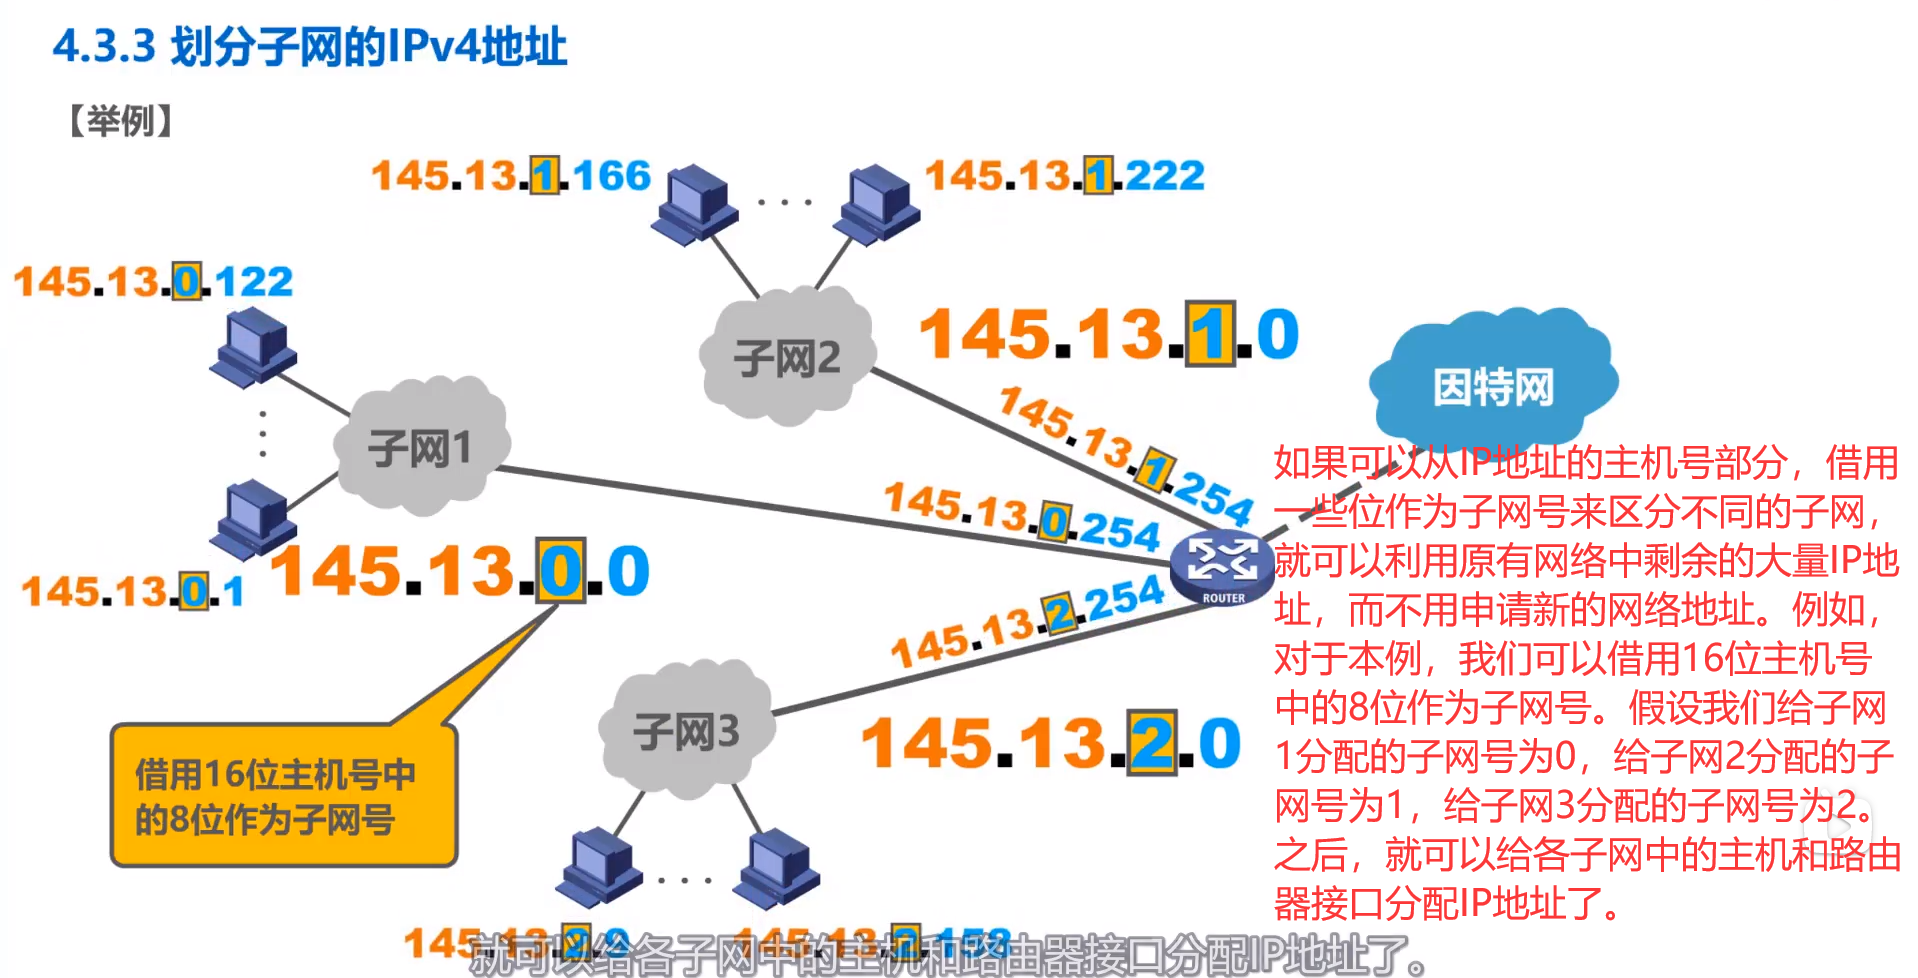 4.3.3 划分子网的IPv4地址
【举例】
145.13.1.166
145.13.1.222
145.13.0.122
子网2
145.13.1.0
因特网
子网1
145.13.1.254
145.13.0.254
145.13.0.1
145.13.0.0
ROUTER
145.13.2.254
子网3
145.13.2.0
借用16位主机号中
的8位作为子网号
如果可以从IP地址的主机号部分，借用
一些位作为子网号来区分不同的子网，
就可以利用原有网络中剩余的大量IP地
址，而不用申请新的网络地址。例如，
对于本例，我们可以借用16位主机号
中的8位作为子网号。假设我们给子网
1分配的子网号为0，给子网2分配的子
网号为1，给子网3分配的子网号为2。
之后，就可以给各子网中的主机和路由
器接口分配IP地址了。
145.13.2.9
145.13.2.158
就可以给各子网中的主机和路由器接口分配IP地址了。